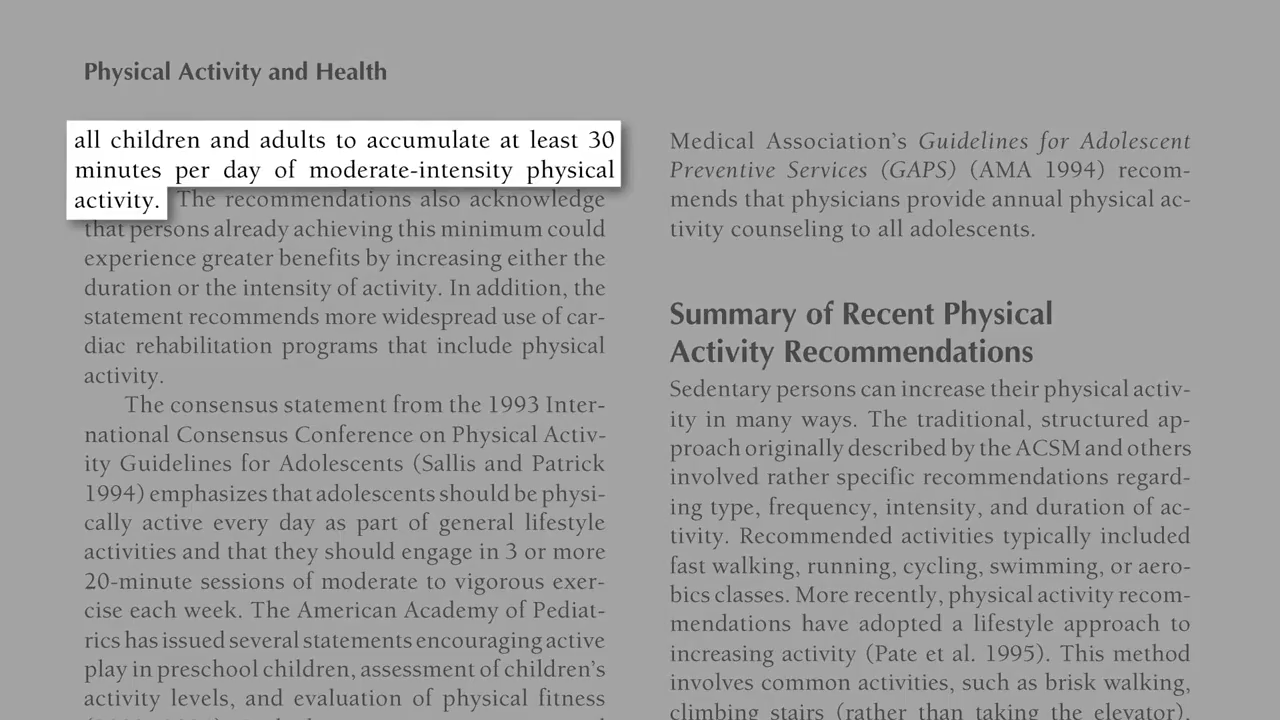 Physical Activity and Health
all children and adults to accumulate at least 30
minutes per day of moderate-intensity physical
activity. The recommendations also acknowledge
that persons already achieving this minimum could
experience greater benefits by increasing either the
duration or the intensity of activity. In addition, the
statement recommends more widespread use of car-
diac rehabilitation programs that include physical
activity.
The consensus statement from the 1993 Inter-
national Consensus Conference on Physical Activ-
ity Guidelines for Adolescents (Sallis and Patrick
1994) emphasizes that adolescents should be physi-
cally active every day as part of general lifestyle
activities and that they should engage in 3 or more
20-minute sessions of moderate to vigorous exer-
cise each week. The American Academy of Pediat-
rics has issued several statements encouraging active
play in preschool children, assessment of children's
activity levels, and evaluation of physical fitness
Medical Association's Guidelines for Adolescent
Preventive Services (GAPS) (AMA 1994) recom-
mends that physicians provide annual physical ac-
tivity counseling to all adolescents.
Summary of Recent Physical
Activity Recommendations
Sedentary persons can increase their physical activ-
ity in many ways. The traditional, structured ap-
proach originally described by the ACSM and others
involved rather specific recommendations regard-
ing type, frequency, intensity, and duration of ac-
tivity. Recommended activities typically included
fast walking, running, cycling, swimming, or aero-
bics classes. More recently, physical activity recom-
mendations have adopted a lifestyle approach to
increasing activity (Pate et al. 1995). This method
involves common activities, such as brisk walking,
climbing stairs (rather than taking the elevator),